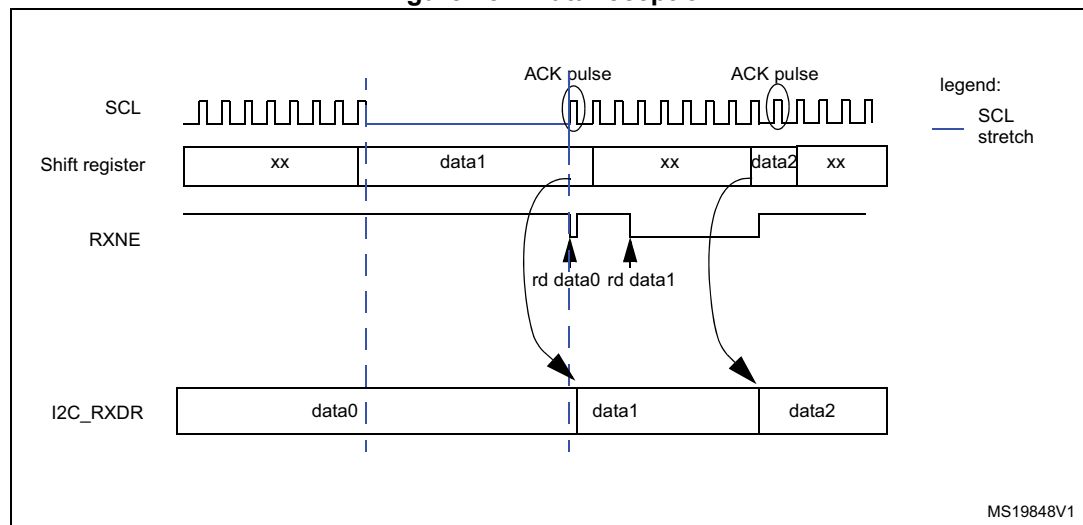 ACK pulse
ACK pulse
legend:
SCL
SCL
stretch
Shift register
xx
data1
xx
data2
xx
RXNE
rd data0
rd data1
I2C_RXDR
data0
data1
data2
MS19848V1